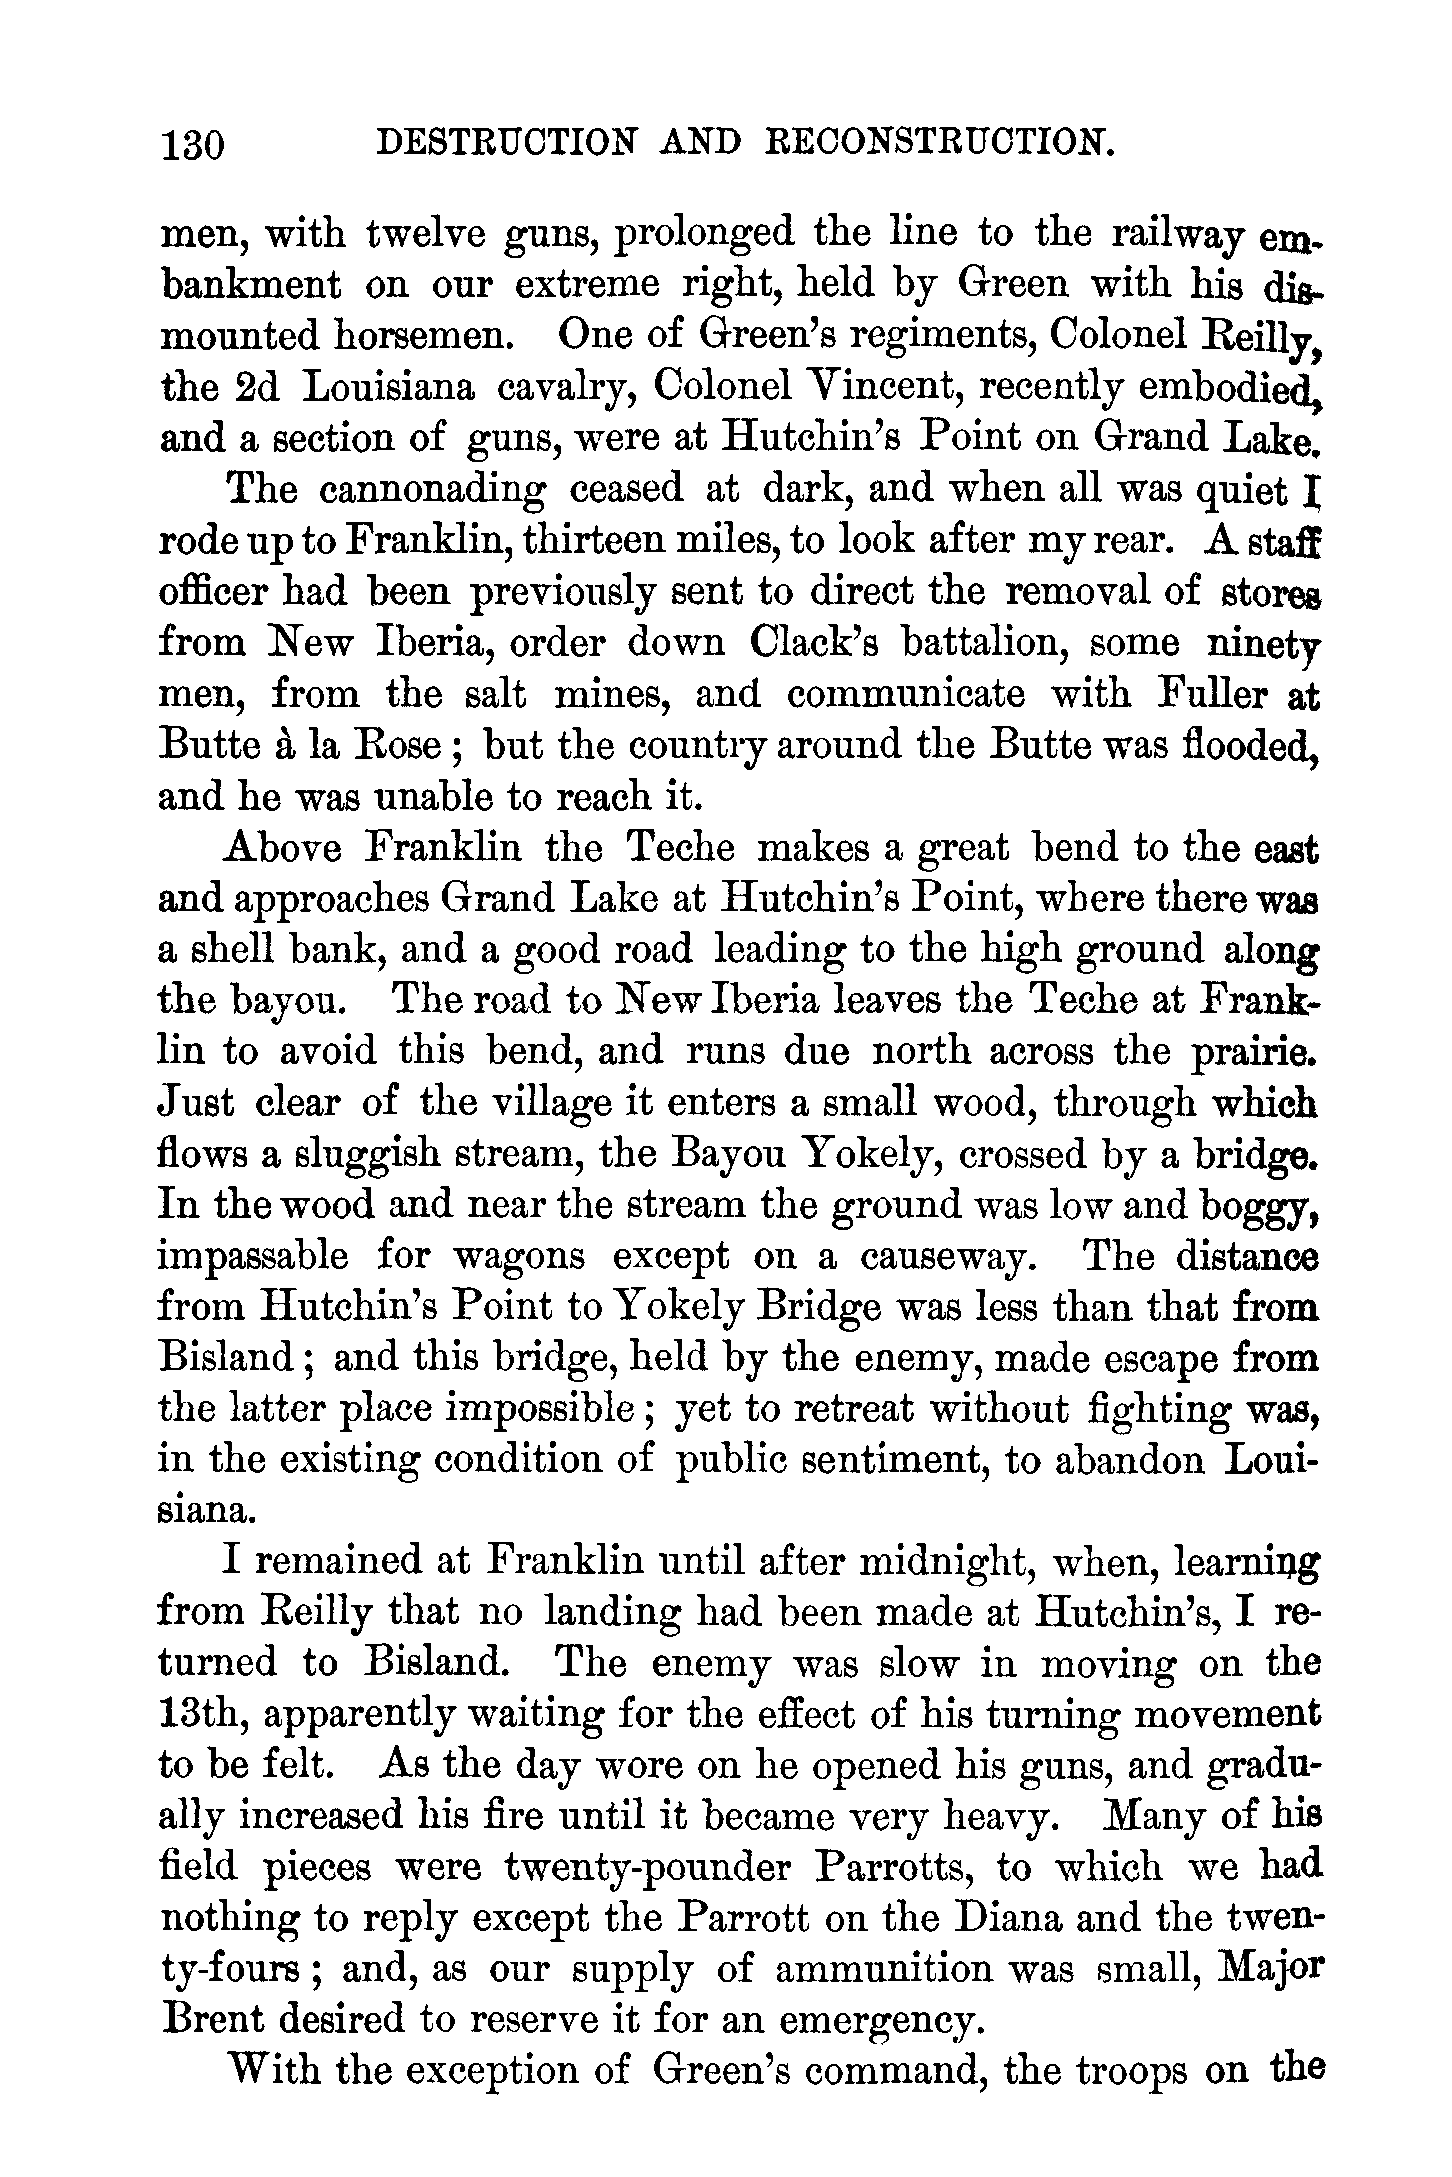 130 DESTRUCTION AND RECONSTRUCTION.
men, with twelve guns, prolonged the line to the railway em-
bankment on our extreme right, held by Green with his dis-
mounted horsemen. One of Green's regiments, Colonel Reilly,
the 2d Louisiana cavalry, Colonel Vincent, recently embodied,
and a section of guns, were at Hutchin's Point on Grand Lake.
The cannonading ceased at dark, and when all was quiet I
rode up to Franklin, thirteen miles, to look after my rear. A staff
officer had been previously sent to direct the removal of stores
from New Iberia, order down Clack's battalion, some ninety
men, from the salt mines, and communicate with Fuller at
Butte à la Rose ; but the country around the Butte was flooded,
and he was unable to reach it.
Above Franklin the Teche makes a great bend to the east
and approaches Grand Lake at Hutchin's Point, where there was
a shell bank, and a good road leading to the high ground along
the bayou. The road to New Iberia leaves the Teche at Frank-
lin to avoid this bend, and runs due north across the prairie.
Just clear of the village it enters a small wood, through which
flows a sluggish stream, the Bayou Yokely, crossed by a bridge.
In the wood and near the stream the ground was low and boggy,
impassable for wagons except on a causeway. The distance
from Hutchin's Point to Yokely Bridge was less than that from
Bisland ; and this bridge, held by the enemy, made escape from
the latter place impossible ; yet to retreat without fighting was,
in the existing condition of public sentiment, to abandon Loui-
siana.
I remained at Franklin until after midnight, when, learning
from Reilly that no landing had been made at Hutchin's, I re-
turned to Bisland. The enemy was slow in moving on the
13th, apparently waiting for the effect of his turning movement
to be felt. As the day wore on he opened his guns, and gradu-
ally increased his fire until it became very heavy. Many of his
field pieces were twenty-pounder Parrotts, to which we had
nothing to reply except the Parrott on the Diana and the twen-
ty-fours ; and, as our supply of ammunition was small, Major
Brent desired to reserve it for an emergency.
With the exception of Green's command, the troops on the